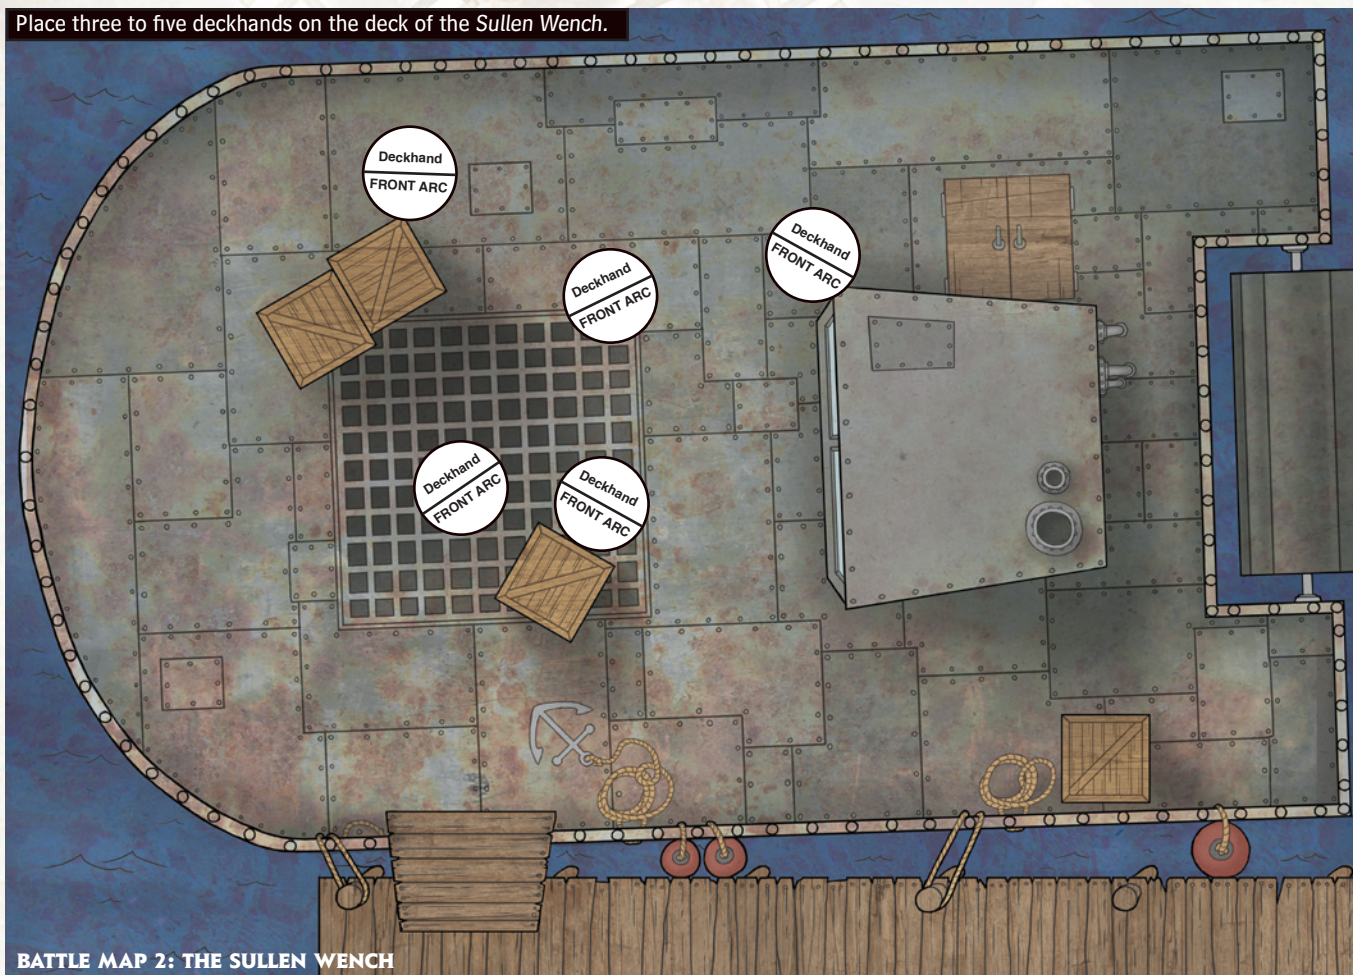 Place three to five deckhands on the deck of the Sullen Wench.
Deckhand
FRONT ARC
Deckhand
FRONT ARC
Deckhand
FRONT ARC
Deckhand
FRONT ARC
Deckhand
FRONT ARC
BATTLE MAP 2: THE SULLEN WENCH